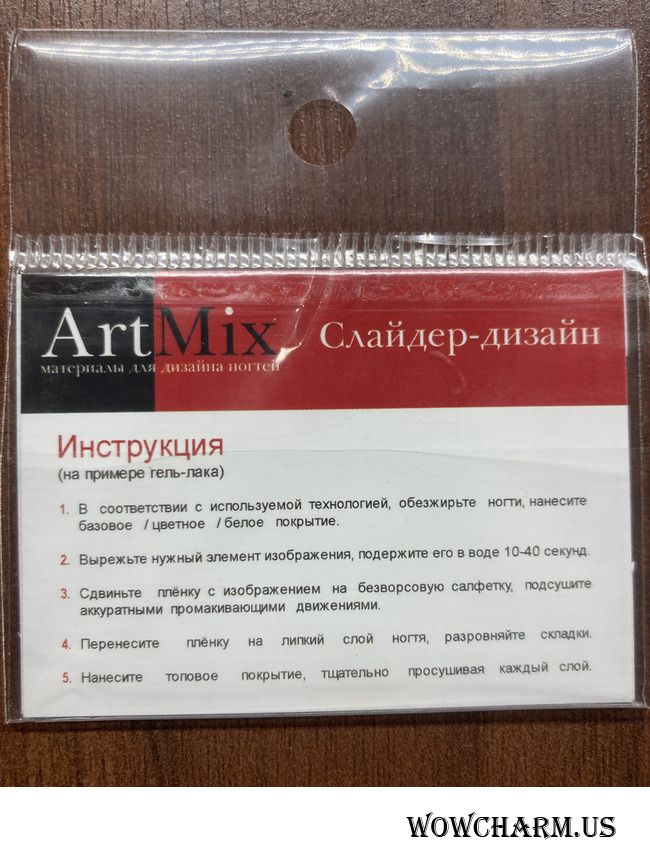 ArtMix
материалы для дизайна ногтей
Слайдер-дизайн
Инструкция
(на примере гель-лака)
1. В соответствии с используемой технологией, обезжирьте ногти, нанесите
базовое / цветное / белое покрытие.
2. Вырежьте нужный элемент изображения, подержите его в воде 10-40 секунд.
3. Сдвиньте плёнку с изображением на безворсовую салфетку, подсушите
аккуратными промакивающими движениями.
4. Перенесите плёнку на липкий слой ногтя, разровняйте складки.
5. Нанесите топовое покрытие, тщательно просушивая каждый слой.
WOWCHARM.US